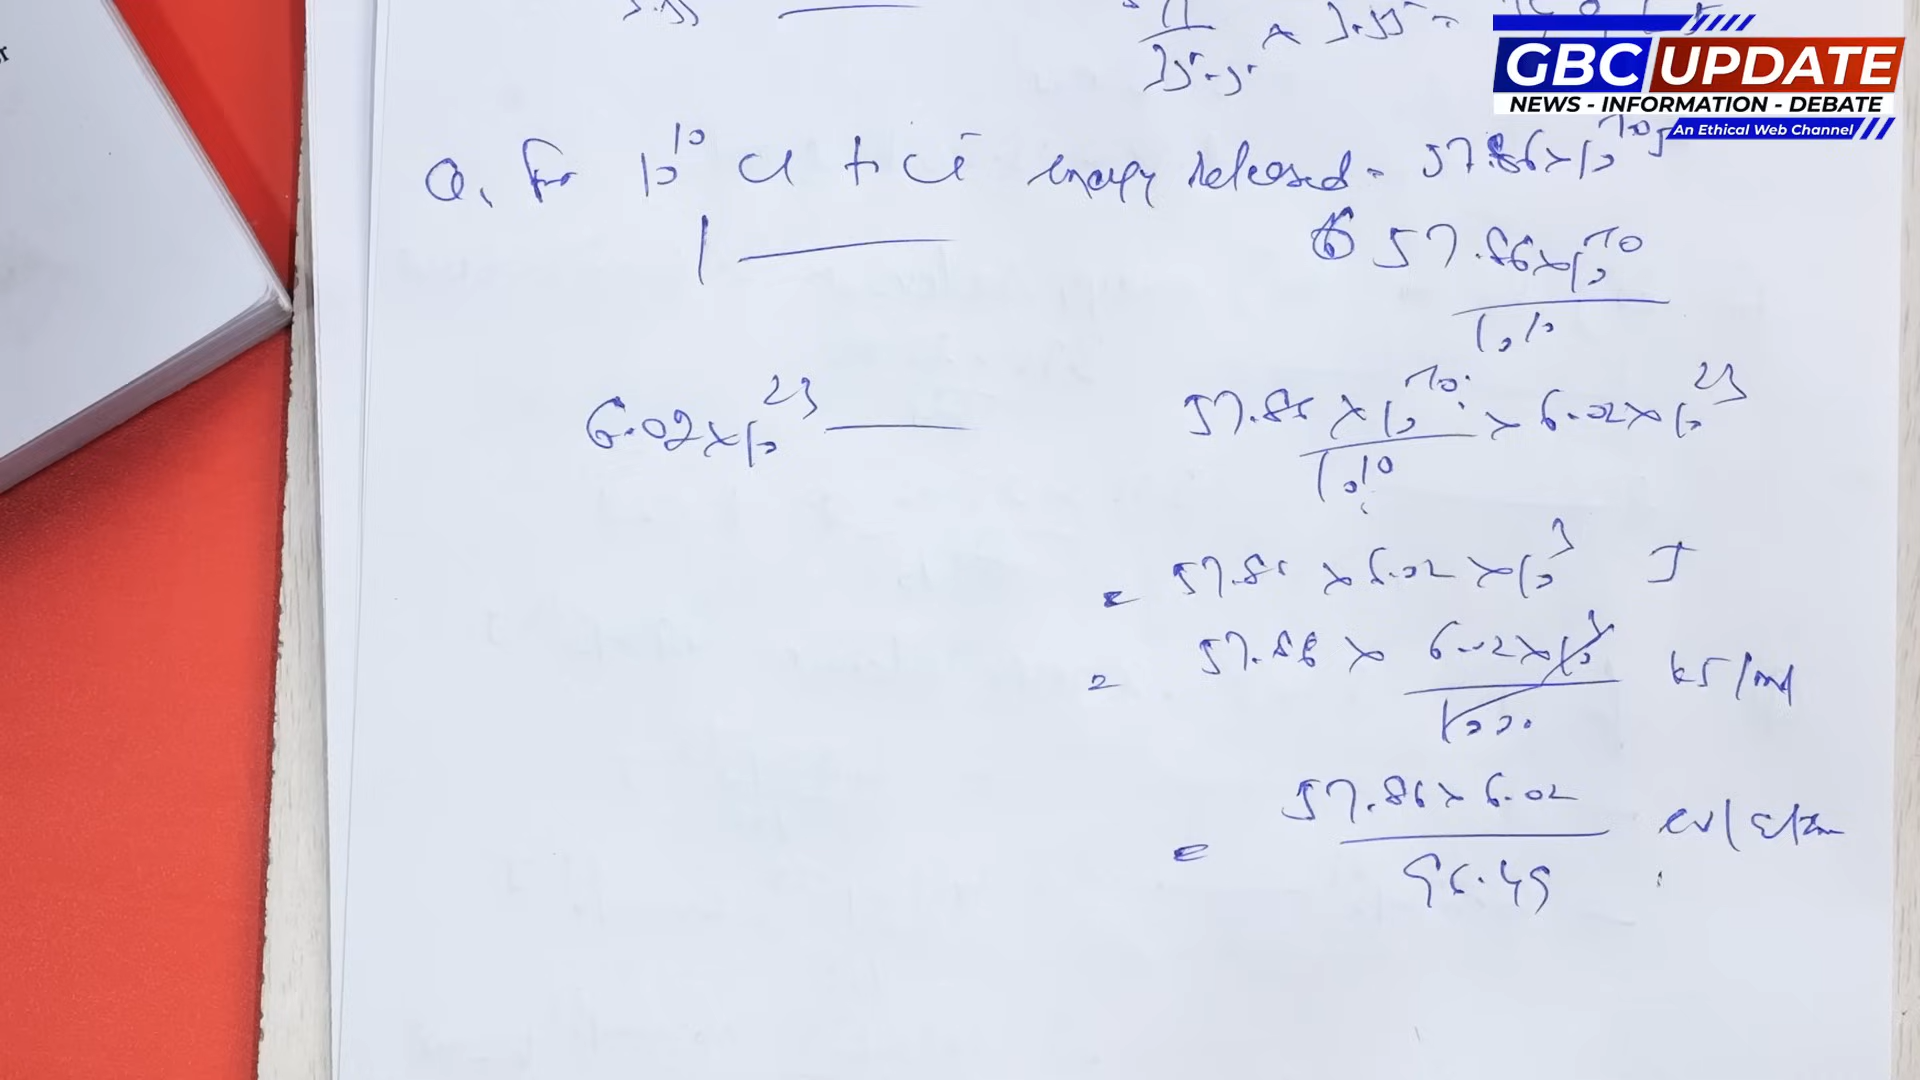 GBC UPDATE
NEWS - INFORMATION - DEBATE
An Ethical Web Channel
Q. For 10^10 Cl to Cl^- energy released = 57.86×10^-10 J
1 ——— 57.86×10^-10 / 10^10
6.02×10^23 ——— 57.86×10^-10 / 10^10 × 6.02×10^23
= 57.86 × 6.02 × 10^3 J
= 57.86 × 6.02×10^3 / 1000 kJ/mol
= 57.86 × 6.02 / 96.49 ev/atom